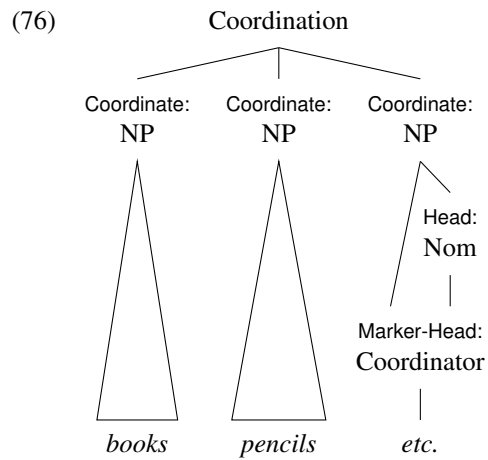 (76) Coordination
Coordinate: Coordinate: Coordinate:
NP NP NP
Head:
Nom
Marker-Head:
Coordinator
books pencils etc.